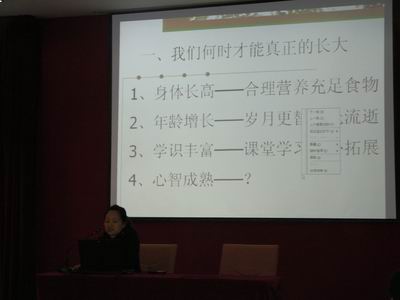 一、我们何时才能真正的长大
1、身体长高——合理营养充足食物
2、年龄增长——岁月更替 流逝
3、学识丰富——课堂学习 拓展
4、心智成熟——？